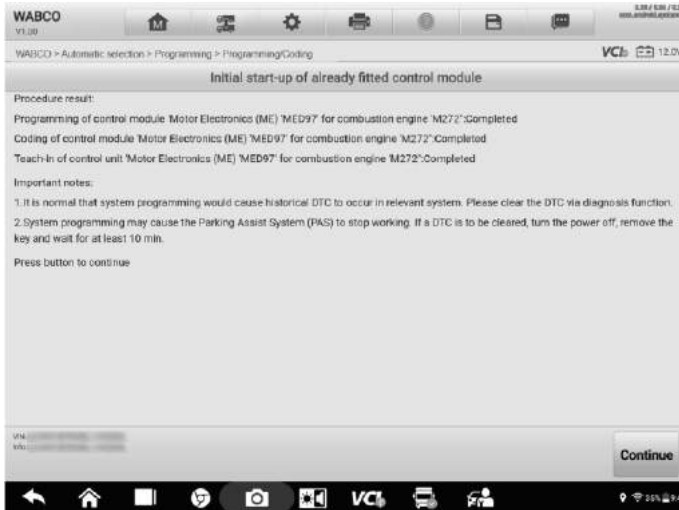 WABCO
V1.00
M
VCI 12.0V
WABCO > Automatic selection > Programming > Programming/Coding
Initial start-up of already fitted control module
Procedure result:
Programming of control module 'Motor Electronics (ME) 'MED97' for combustion engine 'M272':Completed
Coding of control module 'Motor Electronics (ME) 'MED97' for combustion engine 'M272':Completed
Teach-In of control unit 'Motor Electronics (ME) 'MED97' for combustion engine 'M272':Completed
Important notes:
1.It is normal that system programming would cause historical DTC to occur in relevant system. Please clear the DTC via diagnosis function.
2.System programming may cause the Parking Assist System (PAS) to stop working. If a DTC is to be cleared, turn the power off, remove the
key and wait for at least 10 min.
Press button to continue
VIN:
Info:
Continue
VCI
35%